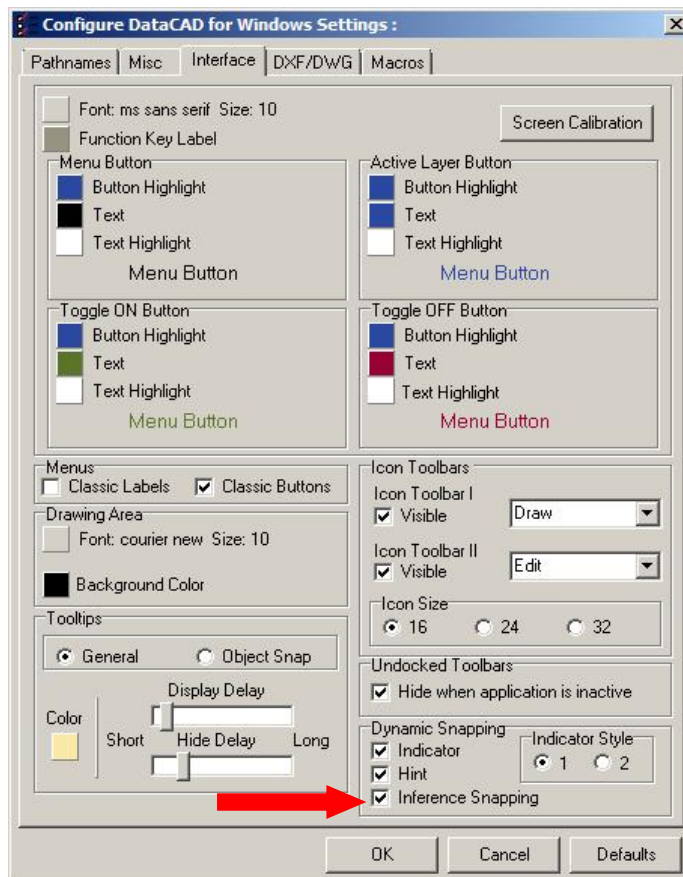 Configure DataCAD for Windows Settings :
Pathnames Misc Interface DXF/DWG Macros
Font: ms sans serif Size: 10
Screen Calibration
Function Key Label
Menu Button
Button Highlight
Text
Text Highlight
Menu Button
Active Layer Button
Button Highlight
Text
Text Highlight
Menu Button
Toggle ON Button
Button Highlight
Text
Text Highlight
Menu Button
Toggle OFF Button
Button Highlight
Text
Text Highlight
Menu Button
Menus
Classic Labels Classic Buttons
Drawing Area
Font: courier new Size: 10
Background Color
Tooltips
General Object Snap
Display Delay
Color
Short Hide Delay Long
Icon Toolbars
Icon Toolbar I
Visible Draw
Icon Toolbar II
Visible Edit
Icon Size
16 24 32
Undocked Toolbars
Hide when application is inactive
Dynamic Snapping
Indicator
Hint
Inference Snapping
Indicator Style
1 2
OK Cancel Defaults